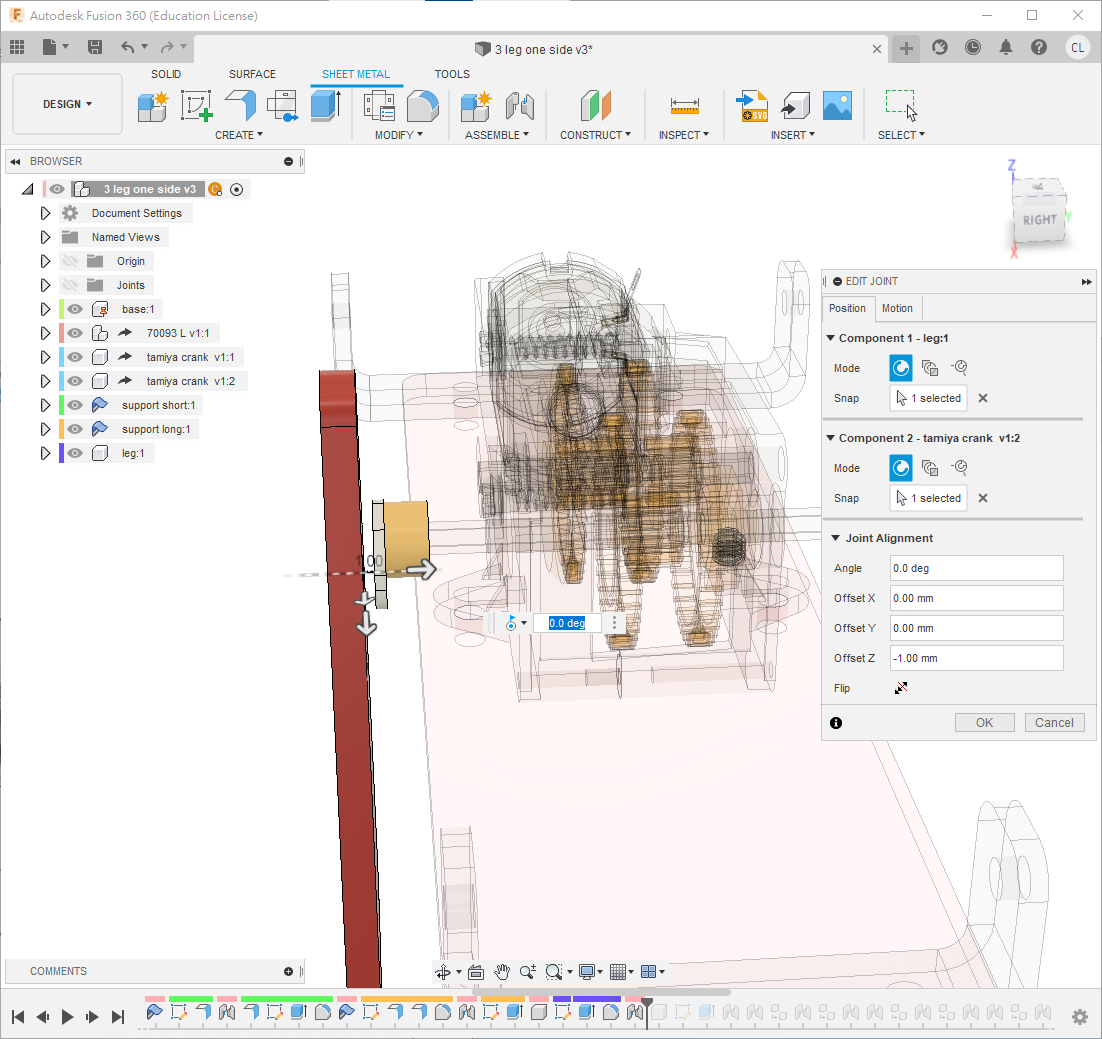 Autodesk Fusion 360 (Education License)
3 leg one side v3*
CL
DESIGN
SOLID SURFACE SHEET METAL TOOLS
CREATE MODIFY ASSEMBLE CONSTRUCT INSPECT INSERT SELECT
SVG
BROWSER
3 leg one side v3
Document Settings
Named Views
Origin
Joints
base:1
70093 L v1:1
tamiya crank v1:1
tamiya crank v1:2
support short:1
support long:1
leg:1
Z
RIGHT
Y
X
EDIT JOINT
Position Motion
Component 1 - leg:1
Mode
Snap 1 selected
Component 2 - tamiya crank v1:2
Mode
Snap 1 selected
Joint Alignment
Angle 0.0 deg
Offset X 0.00 mm
Offset Y 0.00 mm
Offset Z -1.00 mm
Flip
OK Cancel
1.00
0.0 deg
COMMENTS